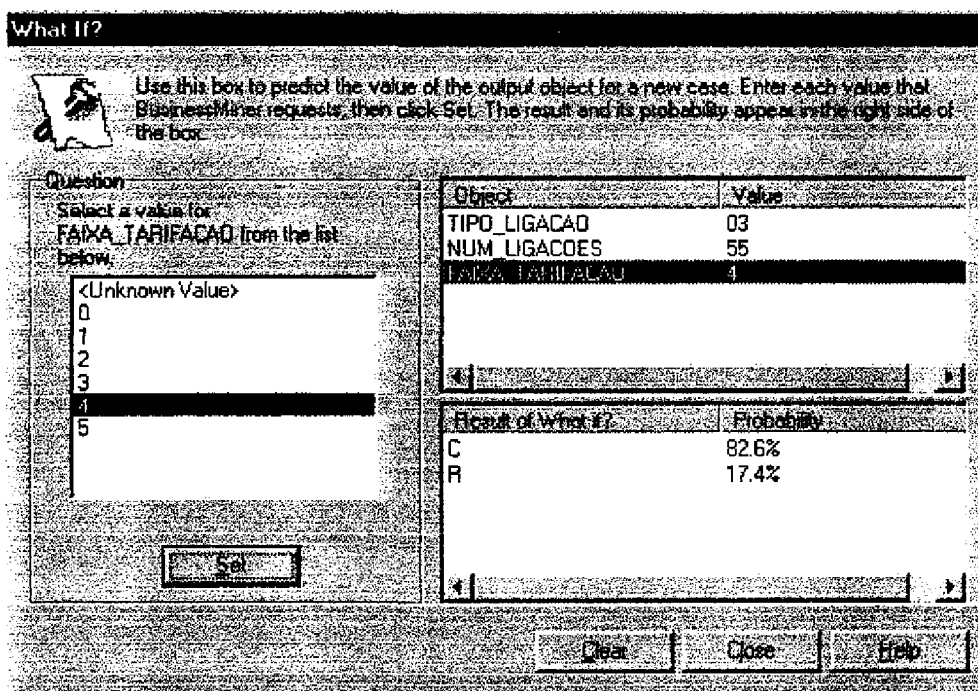 What If?
Use this box to predict the value of the output object for a new case. Enter each value that
BusinessMiner requests, then click Set. The result and its probability appear in the right side of
the box.
Question
Select a value for
FAIXA_TARIFACAO from the list
below.
<Unknown Value>
0
1
2
3
4
5
Set
Object Value
TIPO_LIGACAO 03
NUM_LIGACOES 55
FAIXA_TARIFACAO 4
Result of What if? Probability
C 82.6%
R 17.4%
Clear Close Help